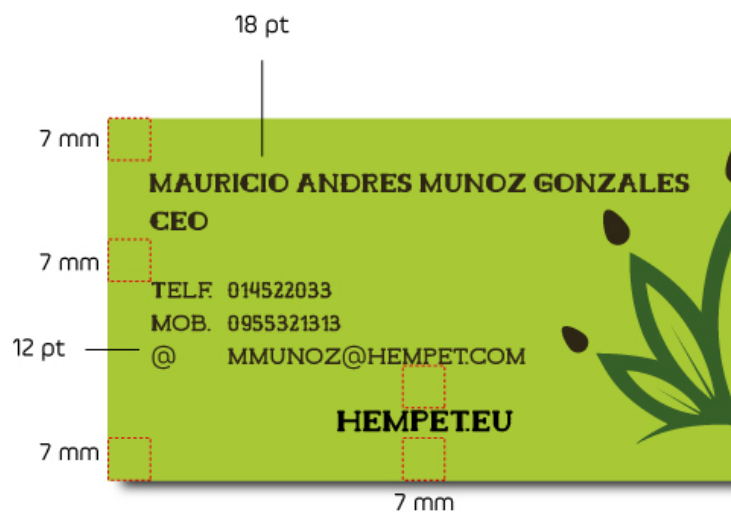 18 pt
7 mm
MAURICIO ANDRES MUNOZ GONZALES
CEO
7 mm
TELF. 014522033
MOB. 0955321313
12 pt
@ MMUNOZ@HEMPET.COM
HEMPET.EU
7 mm
7 mm